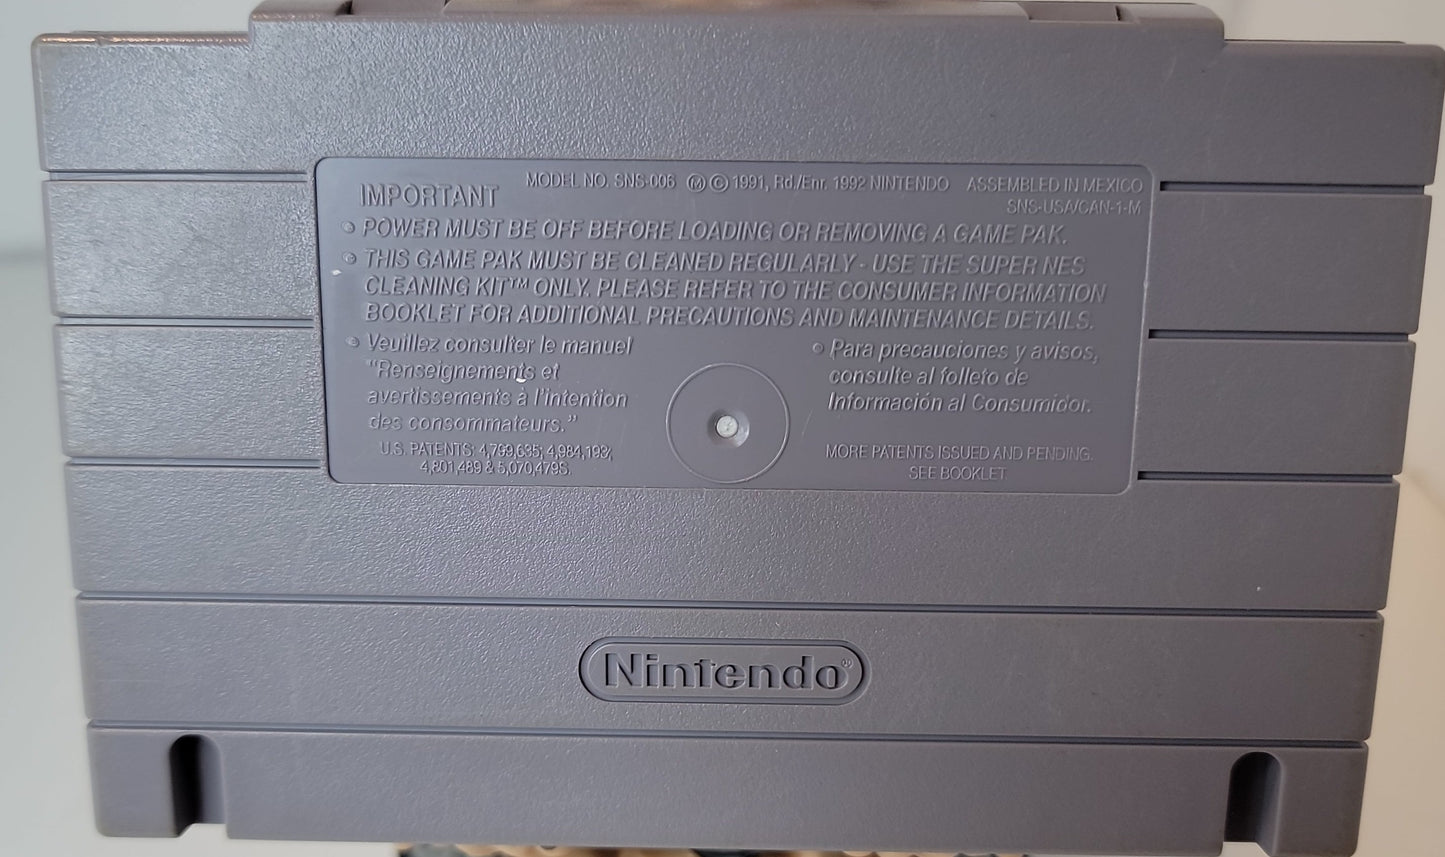 MODEL NO. SNS-006 Ⓜ © 1991, Rd./Enr. 1992 NINTENDO ASSEMBLED IN MEXICO
IMPORTANT
SNS-USA/CAN-1-M
• POWER MUST BE OFF BEFORE LOADING OR REMOVING A GAME PAK.
• THIS GAME PAK MUST BE CLEANED REGULARLY - USE THE SUPER NES
CLEANING KIT™ ONLY. PLEASE REFER TO THE CONSUMER INFORMATION
BOOKLET FOR ADDITIONAL PRECAUTIONS AND MAINTENANCE DETAILS.
• Veuillez consulter le manuel
"Renseignements et
avertissements à l'intention
des consommateurs."
• Para precauciones y avisos,
consulte al folleto de
Información al Consumidor.
U.S. PATENTS: 4,799,635; 4,984,193;
4,801,489 & 5,070,479S.
MORE PATENTS ISSUED AND PENDING.
SEE BOOKLET
Nintendo®